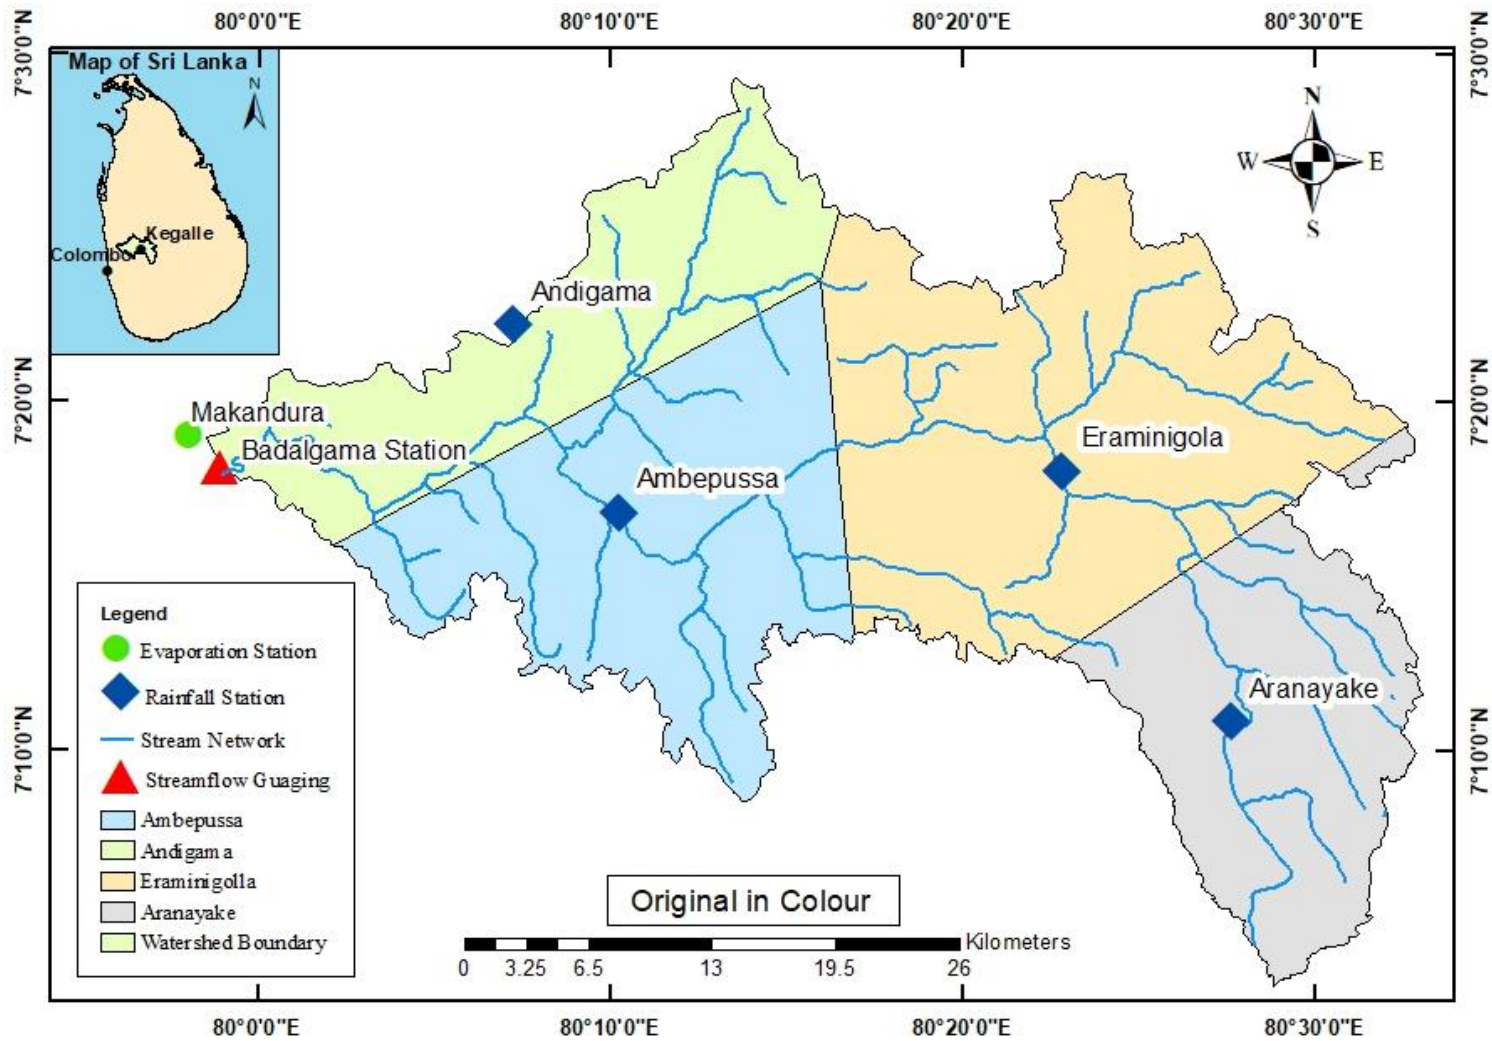 80°0'0"E 80°10'0"E 80°20'0"E 80°30'0"E
7°30'0"N
7°30'0"N
Map of Sri Lanka
N
Kegalle
Colombo
N
W E
S
Andigama
7°20'0"N
7°20'0"N
Makandura
Badalgama Station
Eraminigola
Ambepussa
Aranayake
7°10'0"N
7°10'0"N
Legend
Evaporation Station
Rainfall Station
Stream Network
Streamflow Guaging
Ambepussa
Andigama
Eraminigolla
Aranayake
Watershed Boundary
Original in Colour
Kilometers
0 3.25 6.5 13 19.5 26
80°0'0"E 80°10'0"E 80°20'0"E 80°30'0"E